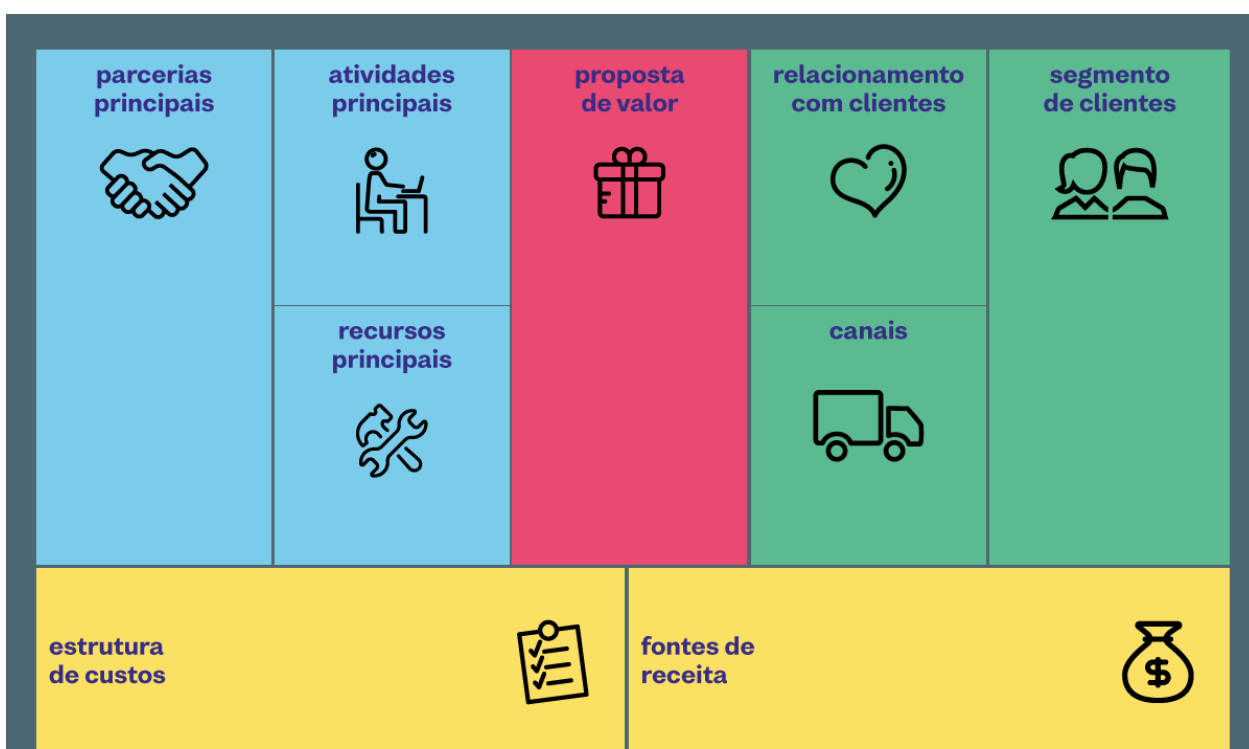 parcerias
principais
atividades
principais
proposta
de valor
relacionamento
com clientes
segmento
de clientes
recursos
principais
canais
estrutura
de custos
fontes de
receita
$